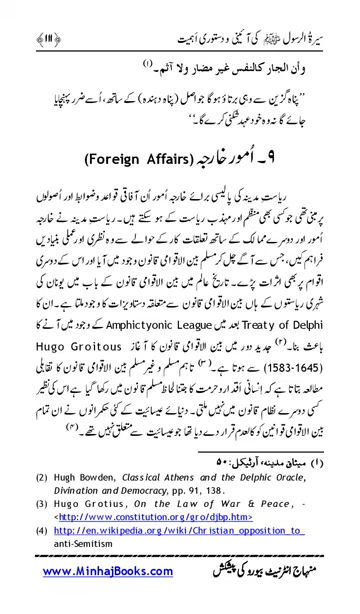 سیرۃُ الرسول ﷺ کی آئینی و دستوری اَہمیت ﴿۱۸۱﴾
وأن الجار كالنفس غير مضار ولا آثم۔(۱)
’’پناہ گزین سے وہی برتاؤ ہوگا جو اصل (پناہ دہندہ) کے ساتھ، اُسے ضرر پہنچایا
جائے گا نہ وہ خود عہد شکنی کرے گا۔‘‘
۹۔ اُمورِ خارجہ (Foreign Affairs)
ریاستِ مدینہ کی پالیسی برائے خارجہ اُمور اُن آفاقی قواعد و ضوابط اور اُصولوں
پر مبنی تھی جو کسی بھی منظم اور مہذب ریاست کے ہو سکتے ہیں۔ ریاستِ مدینہ نے خارجہ
اُمور اور دوسرے ممالک کے ساتھ تعلقات کار کے حوالے سے وہ نظری اور عملی بنیادیں
فراہم کیں، جس سے آگے چل کر مسلم بین الاقوامی قانون وجود میں آیا اور اس کے دوسری
اقوام پر بھی اثرات پڑے۔ تاریخِ عالم میں بین الاقوامی قانون کے باب میں یونان کی
شہری ریاستوں کے ہاں بین الاقوامی قانون سے متعلقہ دستاویزات کا وجود ملتا ہے۔ ان کا
Treaty of Delphi بعد میں Amphictyonic League کے وجود میں آنے کا
باعث بنا۔(۲) جدید دور میں بین الاقوامی قانون کا آغاز Hugo Groitous
(1583-1645) سے ہوتا ہے۔(۳) تاہم مسلم و غیر مسلم بین الاقوامی قانون کا تقابلی
مطالعہ بتاتا ہے کہ اِنسانی اَقدار و حرمت کا جتنا لحاظ مسلم قانون میں رکھا گیا ہے اس کی نظیر
کسی دوسرے نظام قانون میں نہیں ملتی۔ دنیائے عیسائیت کے کئی حکمرانوں نے ان تمام
بین الاقوامی قوانین کو کالعدم قرار دے دیا تھا جو عیسائیت سے متعلق نہیں تھے۔(۴)
(۱) میثاقِ مدینہ، آرٹیکل: ۵۰
(2) Hugh Bowden, Classical Athens and the Delphic Oracle,
Divination and Democracy, pp. 91, 138.
(3) Hugo Grotius, On the Law of War & Peace, -
<http://www.constitution.org/gro/djbp.htm>
(4) http://en.wikipedia.org/wiki/Christian_opposition_to_
anti-Semitism
www.MinhajBooks.com منہاج انٹرنیٹ بیورو کی پیشکش